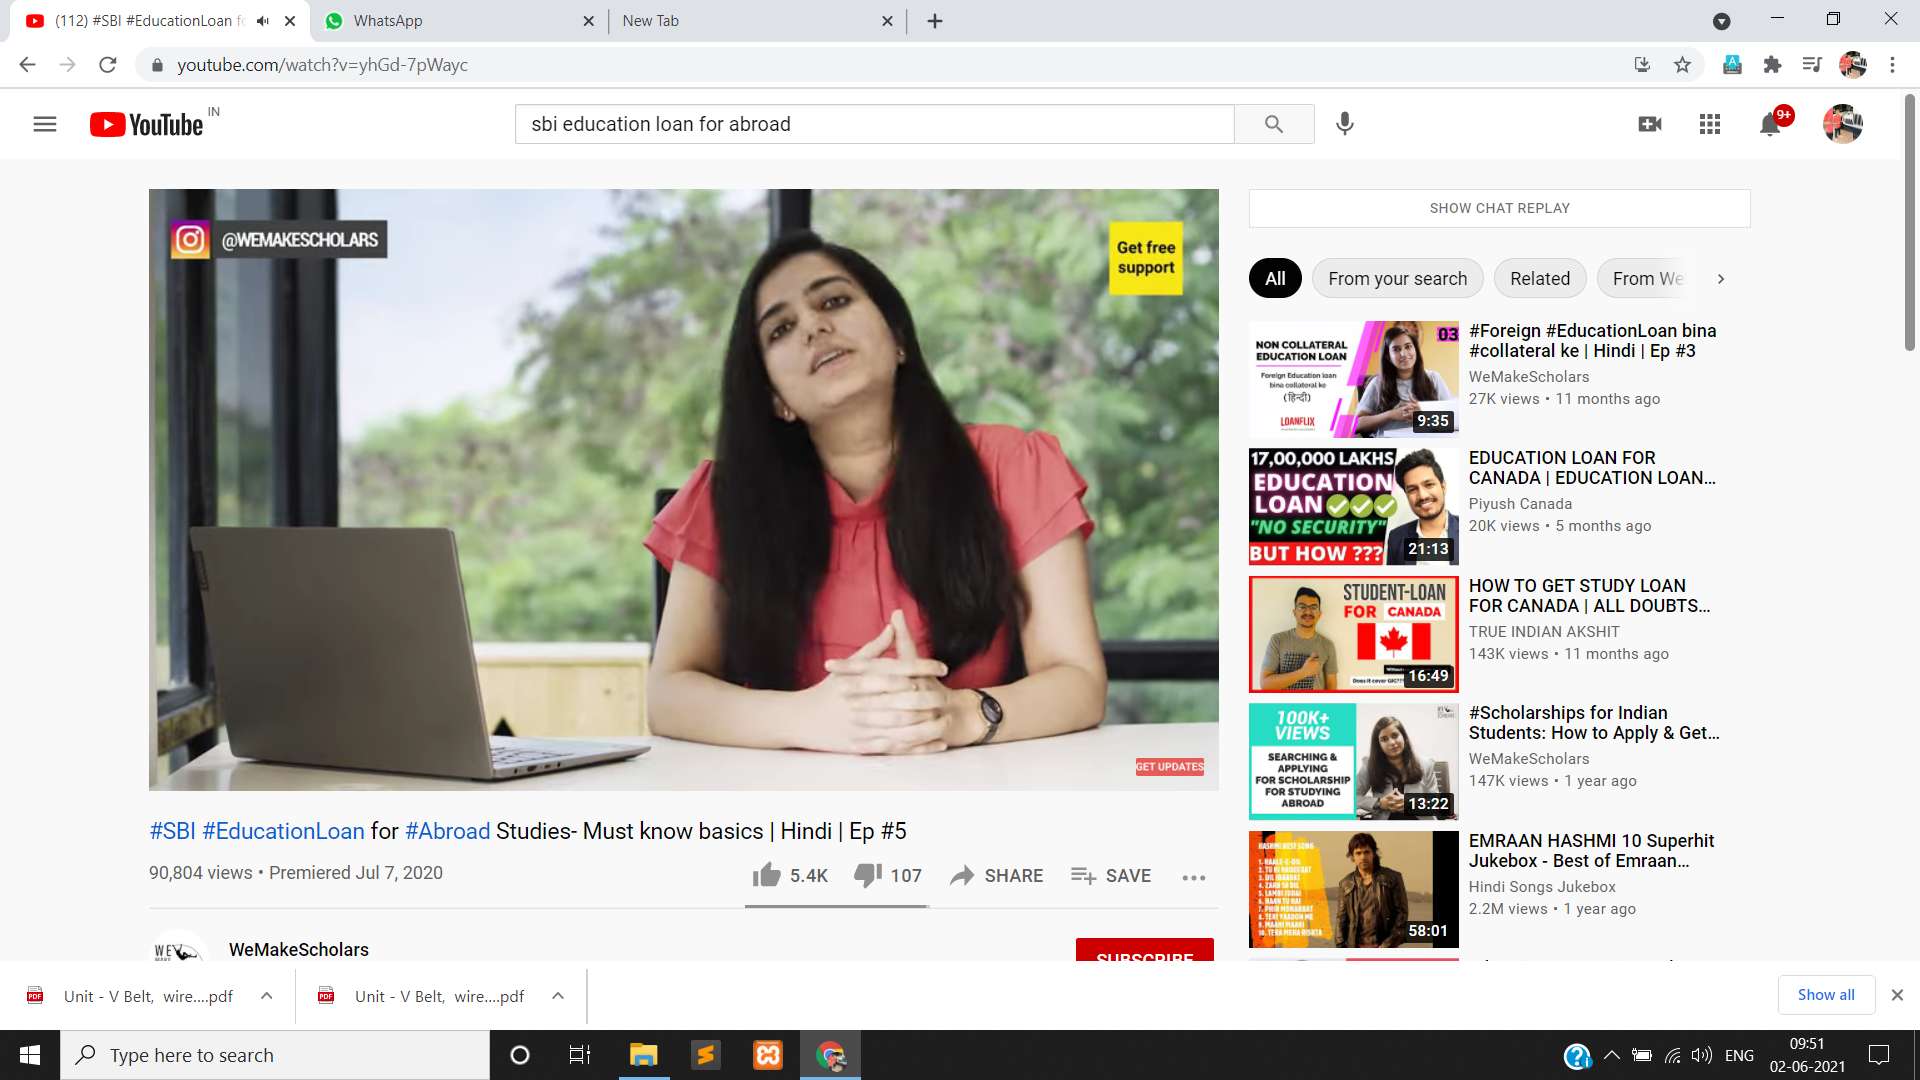 (112) #SBI #EducationLoan fo
WhatsApp
New Tab
youtube.com/watch?v=yhGd-7pWayc
YouTube IN
sbi education loan for abroad
9+
@WEMAKESCHOLARS
Get free
support
GET UPDATES
#SBI #EducationLoan for #Abroad Studies- Must know basics | Hindi | Ep #5
90,804 views • Premiered Jul 7, 2020
5.4K
107
SHARE
SAVE
WeMakeScholars
SUBSCRIBE
SHOW CHAT REPLAY
All
From your search
Related
From We
NON COLLATERAL
EDUCATION LOAN
Foreign Education loan
bina collateral ke
(हिन्दी)
LOANFLIX
03
9:35
#Foreign #EducationLoan bina
#collateral ke | Hindi | Ep #3
WeMakeScholars
27K views • 11 months ago
17,00,000 LAKHS
EDUCATION
LOAN
"NO SECURITY"
BUT HOW ???
21:13
EDUCATION LOAN FOR
CANADA | EDUCATION LOAN...
Piyush Canada
20K views • 5 months ago
STUDENT-LOAN
FOR CANADA
Does it cover GIC??
16:49
HOW TO GET STUDY LOAN
FOR CANADA | ALL DOUBTS...
TRUE INDIAN AKSHIT
143K views • 11 months ago
100K+
VIEWS
SEARCHING &
APPLYING
FOR SCHOLARSHIP
FOR STUDYING
ABROAD
13:22
#Scholarships for Indian
Students: How to Apply & Get...
WeMakeScholars
147K views • 1 year ago
58:01
EMRAAN HASHMI 10 Superhit
Jukebox - Best of Emraan...
Hindi Songs Jukebox
2.2M views • 1 year ago
Unit - V Belt, wire....pdf
Unit - V Belt, wire....pdf
Show all
Type here to search
ENG
09:51
02-06-2021